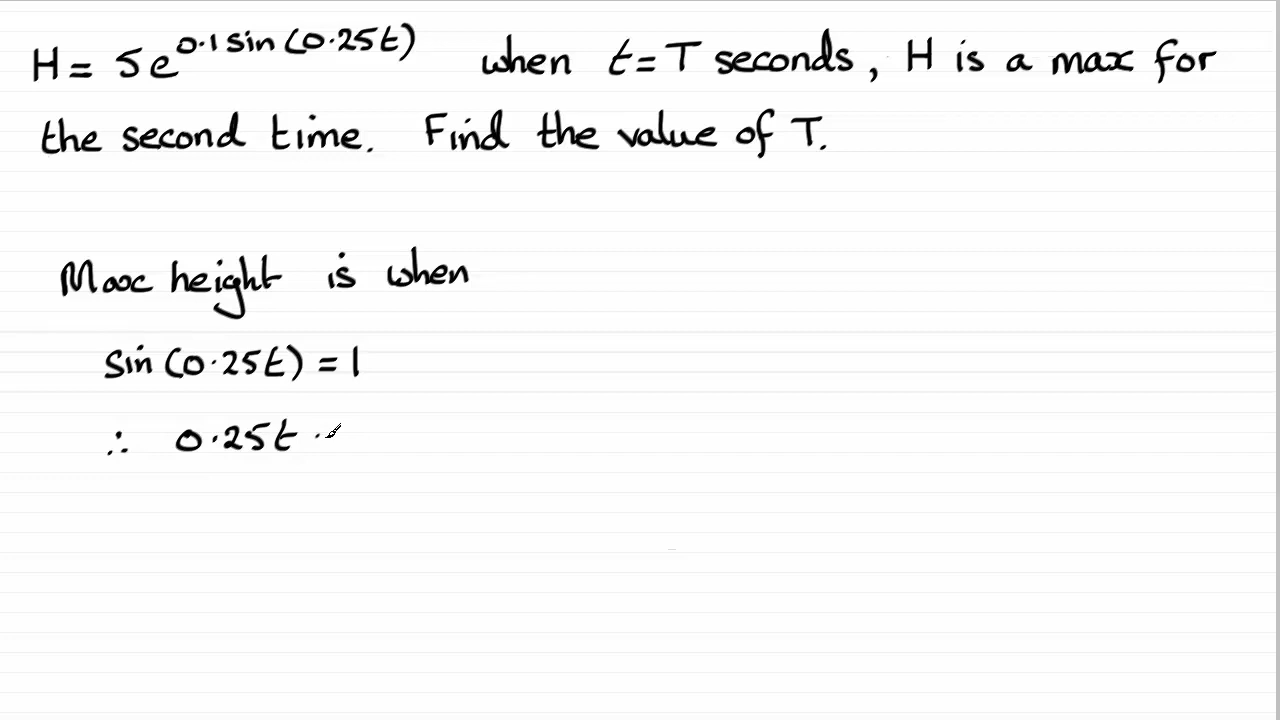 H = 5e^{0.1 sin(0.25t)} when t = T seconds, H is a max for
the second time. Find the value of T.
Max height is when
sin(0.25t) = 1
∴ 0.25t